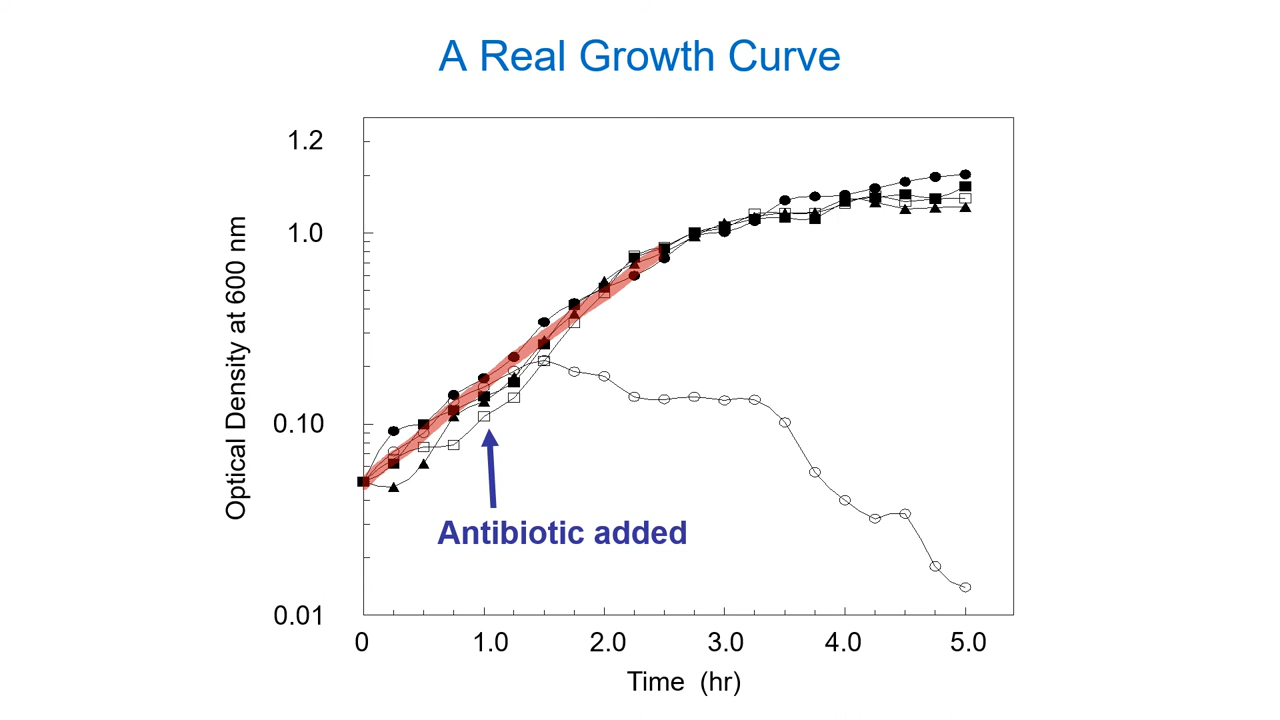 A Real Growth Curve
1.2
1.0
0.10
0.01
Optical Density at 600 nm
Antibiotic added
0 1.0 2.0 3.0 4.0 5.0
Time (hr)